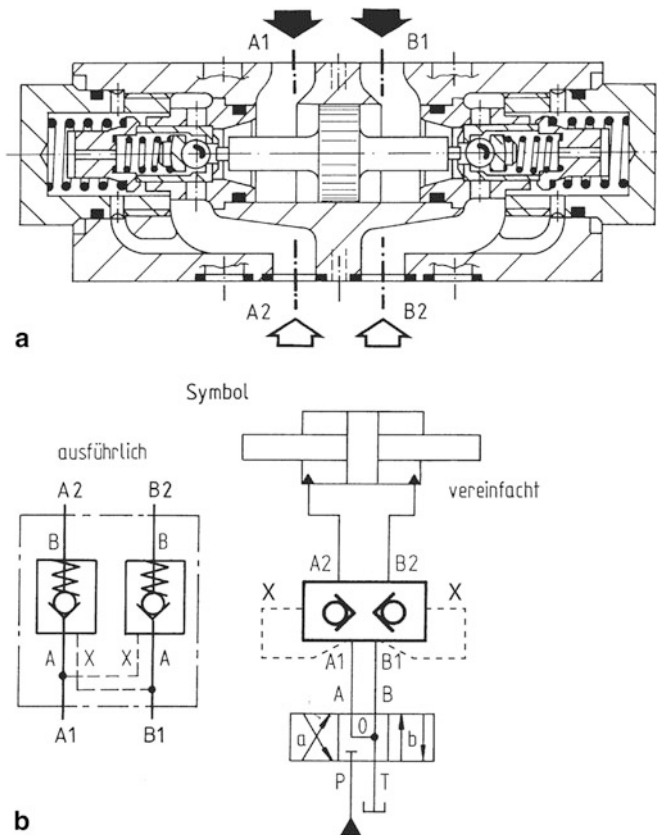 A1 B1
A2 B2
a
Symbol
ausführlich
vereinfacht
A2 B2
B B
A X X A
A1 B1
A2 B2
X X
A1 B1
A B
a 0 b
P T
b